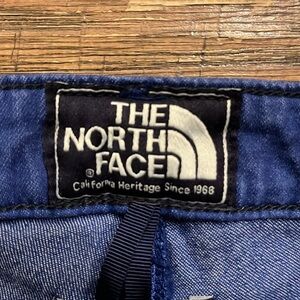 THE
NORTH
FACE
®
California Heritage Since 1968